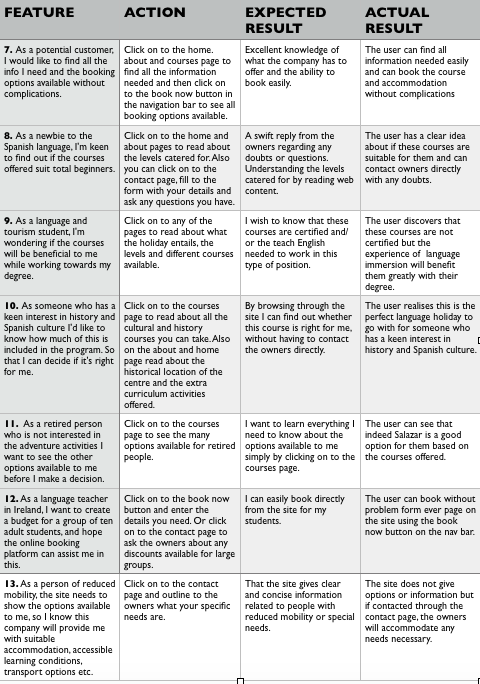 FEATURE
ACTION
EXPECTED
RESULT
ACTUAL
RESULT
7. As a potential customer,
I would like to find all the
info I need and the booking
options available without
complications.
Click on to the home.
about and courses page to
find all the information
needed and then click on
to the book now button in
the navigation bar to see all
booking options available.
Excellent knowledge of
what the company has to
offer and the ability to
book easily.
The user can find all
information needed easily
and can book the course
and accommodation
without complications
8. As a newbie to the
Spanish language, I'm keen
to find out if the courses
offered suit total beginners.
Click on to the home and
about pages to read about
the levels catered for. Also
you can click on to the
contact page, fill to the
form with your details and
ask any questions you have.
A swift reply from the
owners regarding any
doubts or questions.
Understanding the levels
catered for by reading web
content.
The user has a clear idea
about if these courses are
suitable for them and can
contact owners directly
with any doubts.
9. As a language and
tourism student, I'm
wondering if the courses
will be beneficial to me
while working towards my
degree.
Click on to any of the
pages to read about what
the holiday entails, the
levels and different courses
available.
I wish to know that these
courses are certified and/
or the teach English
needed to work in this
type of position.
The user discovers that
these courses are not
certified but the
experience of language
immersion will benefit
them greatly with their
degree.
10. As someone who has a
keen interest in history and
Spanish culture I'd like to
know how much of this is
included in the program. So
that I can decide if it's right
for me.
Click on to the courses
page to read about all the
cultural and history
courses you can take. Also
on the about and home
page read about the
historical location of the
centre and the extra
curriculum activities
offered.
By browsing through the
site I can find out whether
this course is right for me,
without having to contact
the owners directly.
The user realises this is the
perfect language holiday to
go with for someone who
has a keen interest in
history and Spanish culture.
11. As a retired person
who is not interested in
the adventure activities I
want to see the other
options available to me
before I make a decision.
Click on to the courses
page to see the many
options available for retired
people.
I want to learn everything I
need to know about the
options available to me
simply by clicking on to the
courses page.
The user can see that
indeed Salazar is a good
option for them based on
the courses offered.
12. As a language teacher
in Ireland, I want to create
a budget for a group of ten
adult students, and hope
the online booking
platform can assist me in
this.
Click on to the book now
button and enter the
details you need. Or click
on to the contact page to
ask the owners about any
discounts available for large
groups.
I can easily book directly
from the site for my
students.
The user can book without
problem form ever page on
the site using the book
now button on the nav bar.
13. As a person of reduced
mobility, the site needs to
show the options available
to me, so I know this
company will provide me
with suitable
accommodation, accessible
learning conditions,
transport options etc.
Click on to the contact
page and outline to the
owners what your specific
needs are.
That the site gives clear
and concise information
related to people with
reduced mobility or special
needs.
The site does not give
options or information but
if contacted through the
contact page, the owners
will accommodate any
needs necessary.